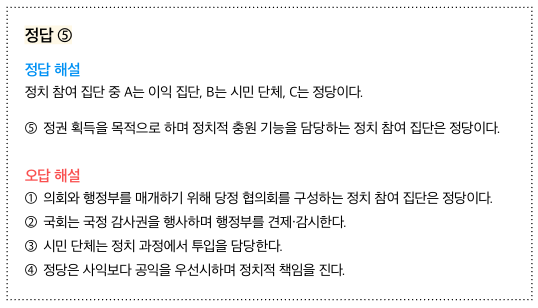 정답 ⑤
정답 해설
정치 참여 집단 중 A는 이익 집단, B는 시민 단체, C는 정당이다.
⑤ 정권 획득을 목적으로 하며 정치적 충원 기능을 담당하는 정치 참여 집단은 정당이다.
오답 해설
① 의회와 행정부를 매개하기 위해 당정 협의회를 구성하는 정치 참여 집단은 정당이다.
② 국회는 국정 감사권을 행사하며 행정부를 견제·감시한다.
③ 시민 단체는 정치 과정에서 투입을 담당한다.
④ 정당은 사익보다 공익을 우선시하며 정치적 책임을 진다.